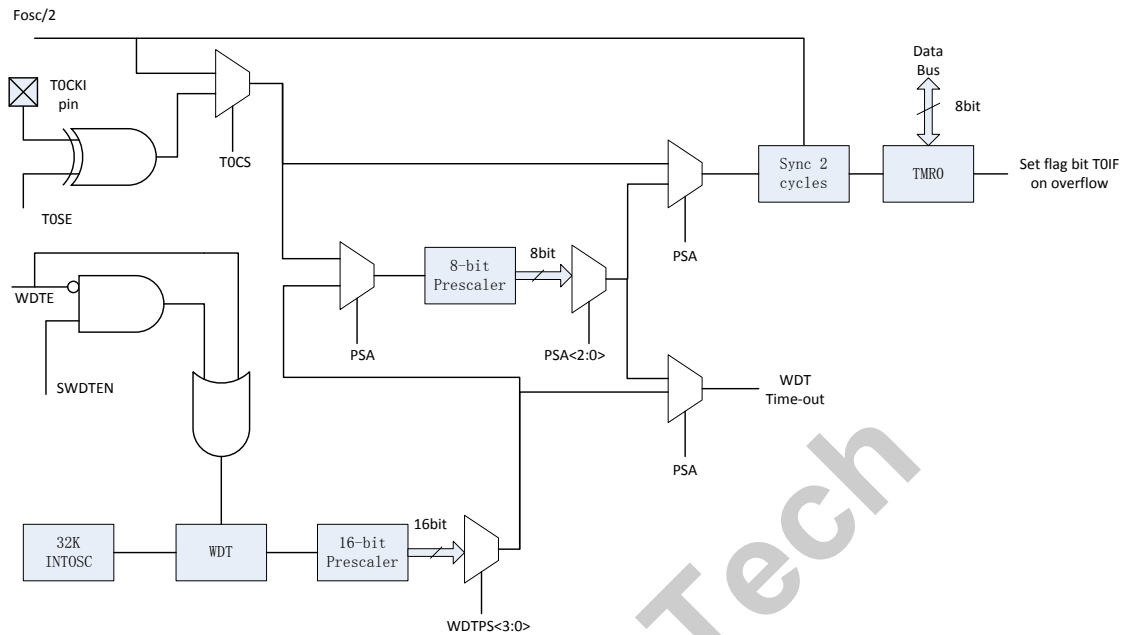 Fosc/2
T0CKI
pin
T0CS
T0SE
Data
Bus
8bit
Sync 2
cycles
TMR0
Set flag bit T0IF
on overflow
PSA
8-bit
Prescaler
8bit
PSA
PSA<2:0>
WDTE
SWDTEN
WDT
Time-out
PSA
32K
INTOSC
WDT
16-bit
Prescaler
16bit
WDTPS<3:0>
Tech